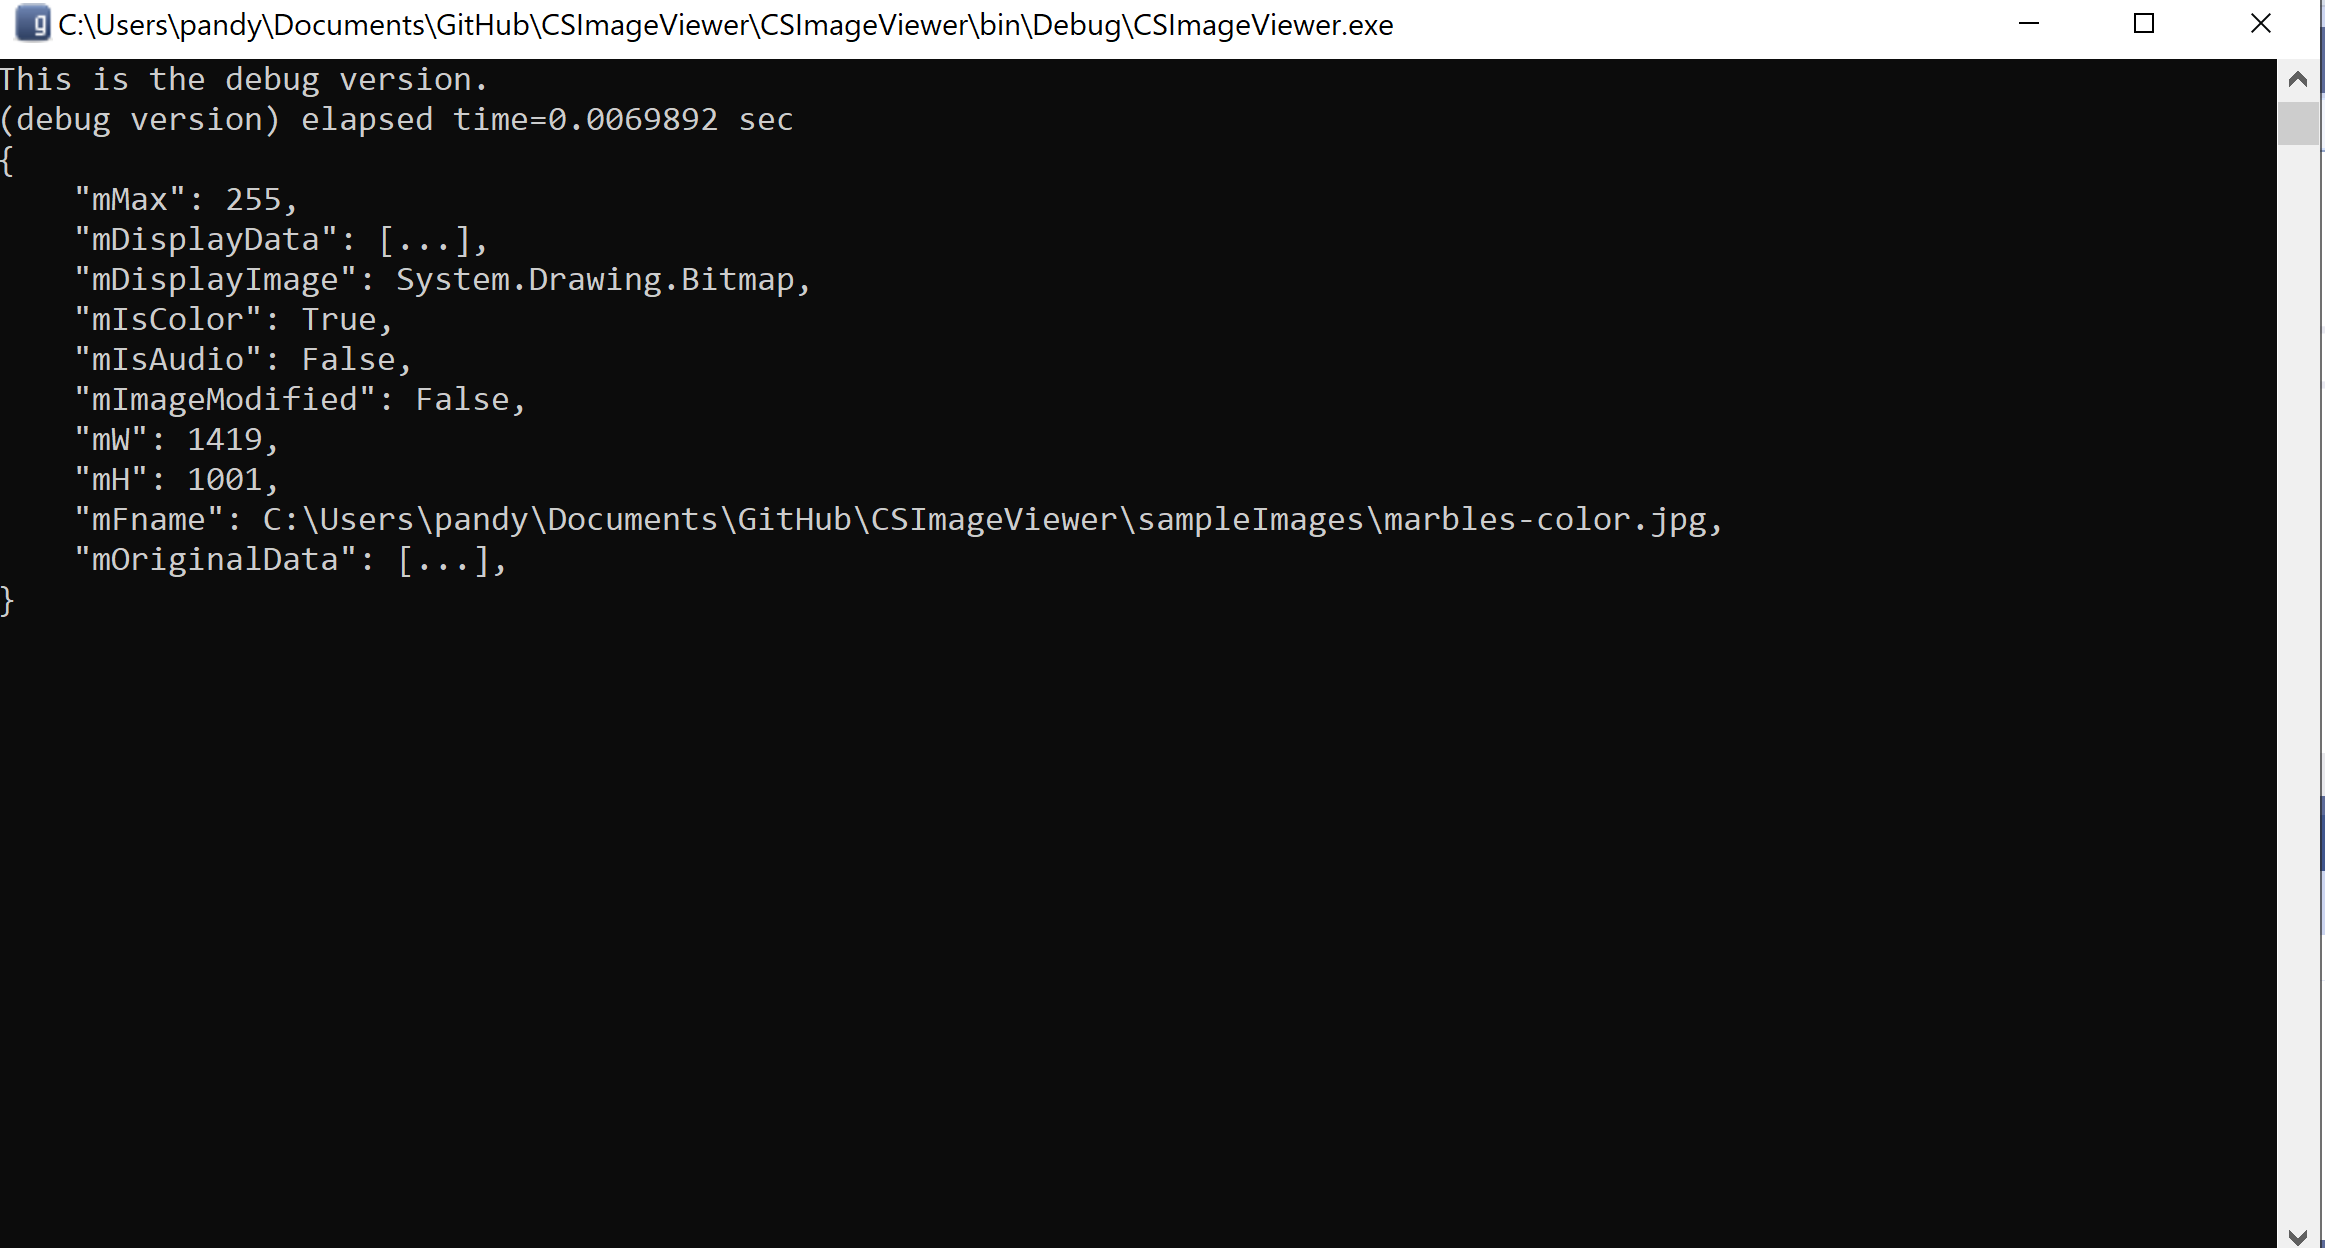 g C:\Users\pandy\Documents\GitHub\CSImageViewer\CSImageViewer\bin\Debug\CSImageViewer.exe
This is the debug version.
(debug version) elapsed time=0.0069892 sec
{
    "mMax": 255,
    "mDisplayData": [...],
    "mDisplayImage": System.Drawing.Bitmap,
    "mIsColor": True,
    "mIsAudio": False,
    "mImageModified": False,
    "mW": 1419,
    "mH": 1001,
    "mFname": C:\Users\pandy\Documents\GitHub\CSImageViewer\sampleImages\marbles-color.jpg,
    "mOriginalData": [...],
}